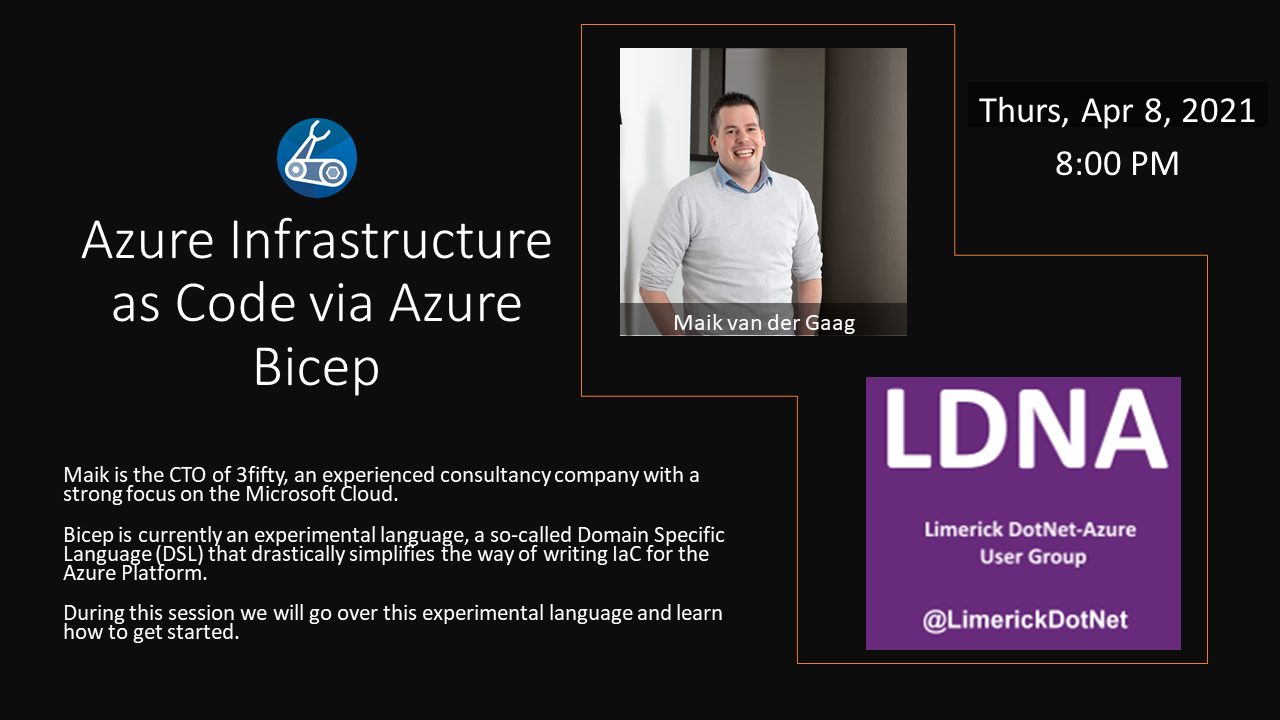 Azure Infrastructure
as Code via Azure
Bicep
Maik van der Gaag
Thurs, Apr 8, 2021
8:00 PM
Maik is the CTO of 3fifty, an experienced consultancy company with a
strong focus on the Microsoft Cloud.
Bicep is currently an experimental language, a so-called Domain Specific
Language (DSL) that drastically simplifies the way of writing IaC for the
Azure Platform.
During this session we will go over this experimental language and learn
how to get started.
LDNA
Limerick DotNet-Azure
User Group
@LimerickDotNet